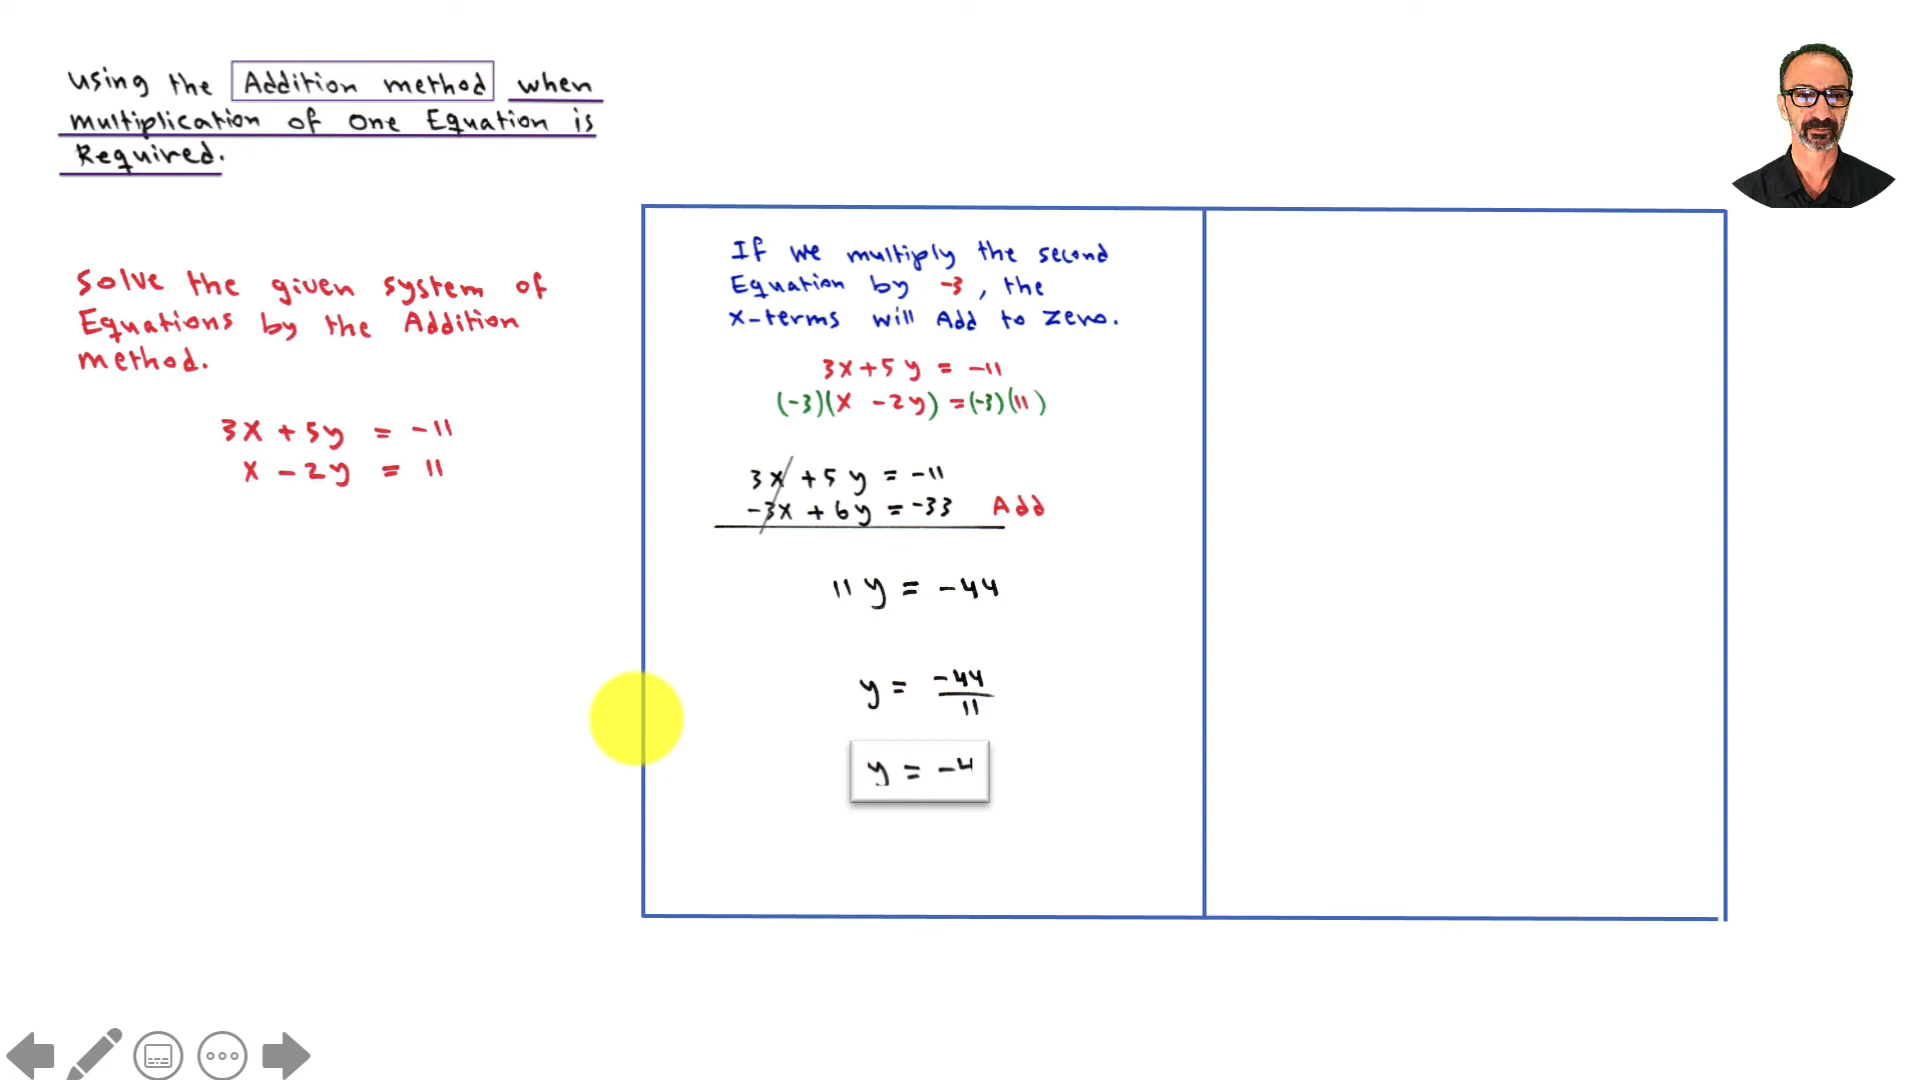 using the Addition method when
multiplication of one Equation is
Required.
Solve the given system of
Equations by the Addition
method.
3x + 5y = -11
x - 2y = 11
If we multiply the second
Equation by -3, the
x-terms will Add to zero.
3x + 5y = -11
(-3)(x - 2y) = (-3)(11)
3x + 5y = -11
-3x + 6y = -33 Add
11y = -44
y = -44
11
y = -4